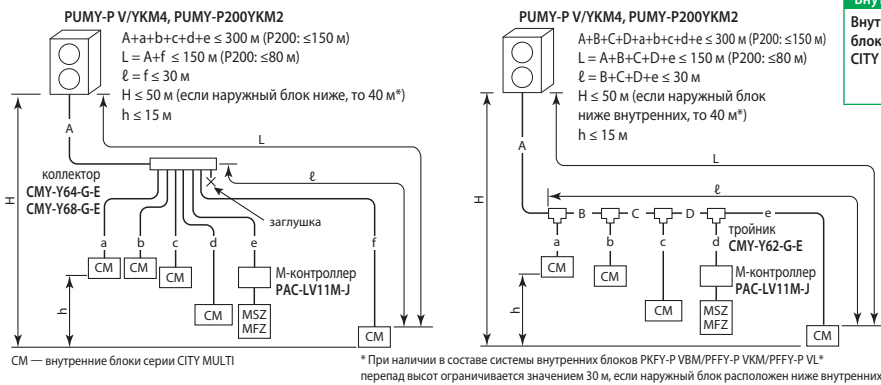 PUMY-P V/YKM4, PUMY-P200YKM2
A+a+b+c+d+e ≤ 300 м (P200: ≤150 м)
L = A+f ≤ 150 м (P200: ≤80 м)
ℓ = f ≤ 30 м
H ≤ 50 м (если наружный блок ниже, то 40 м*)
h ≤ 15 м
A
L
H
коллектор
CMY-Y64-G-E
CMY-Y68-G-E
ℓ
заглушка
a
b
c
d
e
f
CM
CM
CM
М-контроллер
PAC-LV11M-J
h
CM
MSZ
MFZ
CM
CM — внутренние блоки серии CITY MULTI
PUMY-P V/YKM4, PUMY-P200YKM2
A+B+C+D+a+b+c+d+e ≤ 300 м (P200: ≤150 м)
L = A+B+C+D+e ≤ 150 м (P200: ≤80 м)
ℓ = B+C+D+e ≤ 30 м
H ≤ 50 м (если наружный блок
ниже внутренних, то 40 м*)
h ≤ 15 м
A
L
H
ℓ
B
C
D
e
тройник
CMY-Y62-G-E
a
b
c
d
CM
CM
М-контроллер
PAC-LV11M-J
h
CM
MSZ
MFZ
CM
* При наличии в составе системы внутренних блоков PKFY-P VBM/PFFY-P VKM/PFFY-P VL*
перепад высот ограничивается значением 30 м, если наружный блок расположен ниже внутренних
Внут
блок
CITY